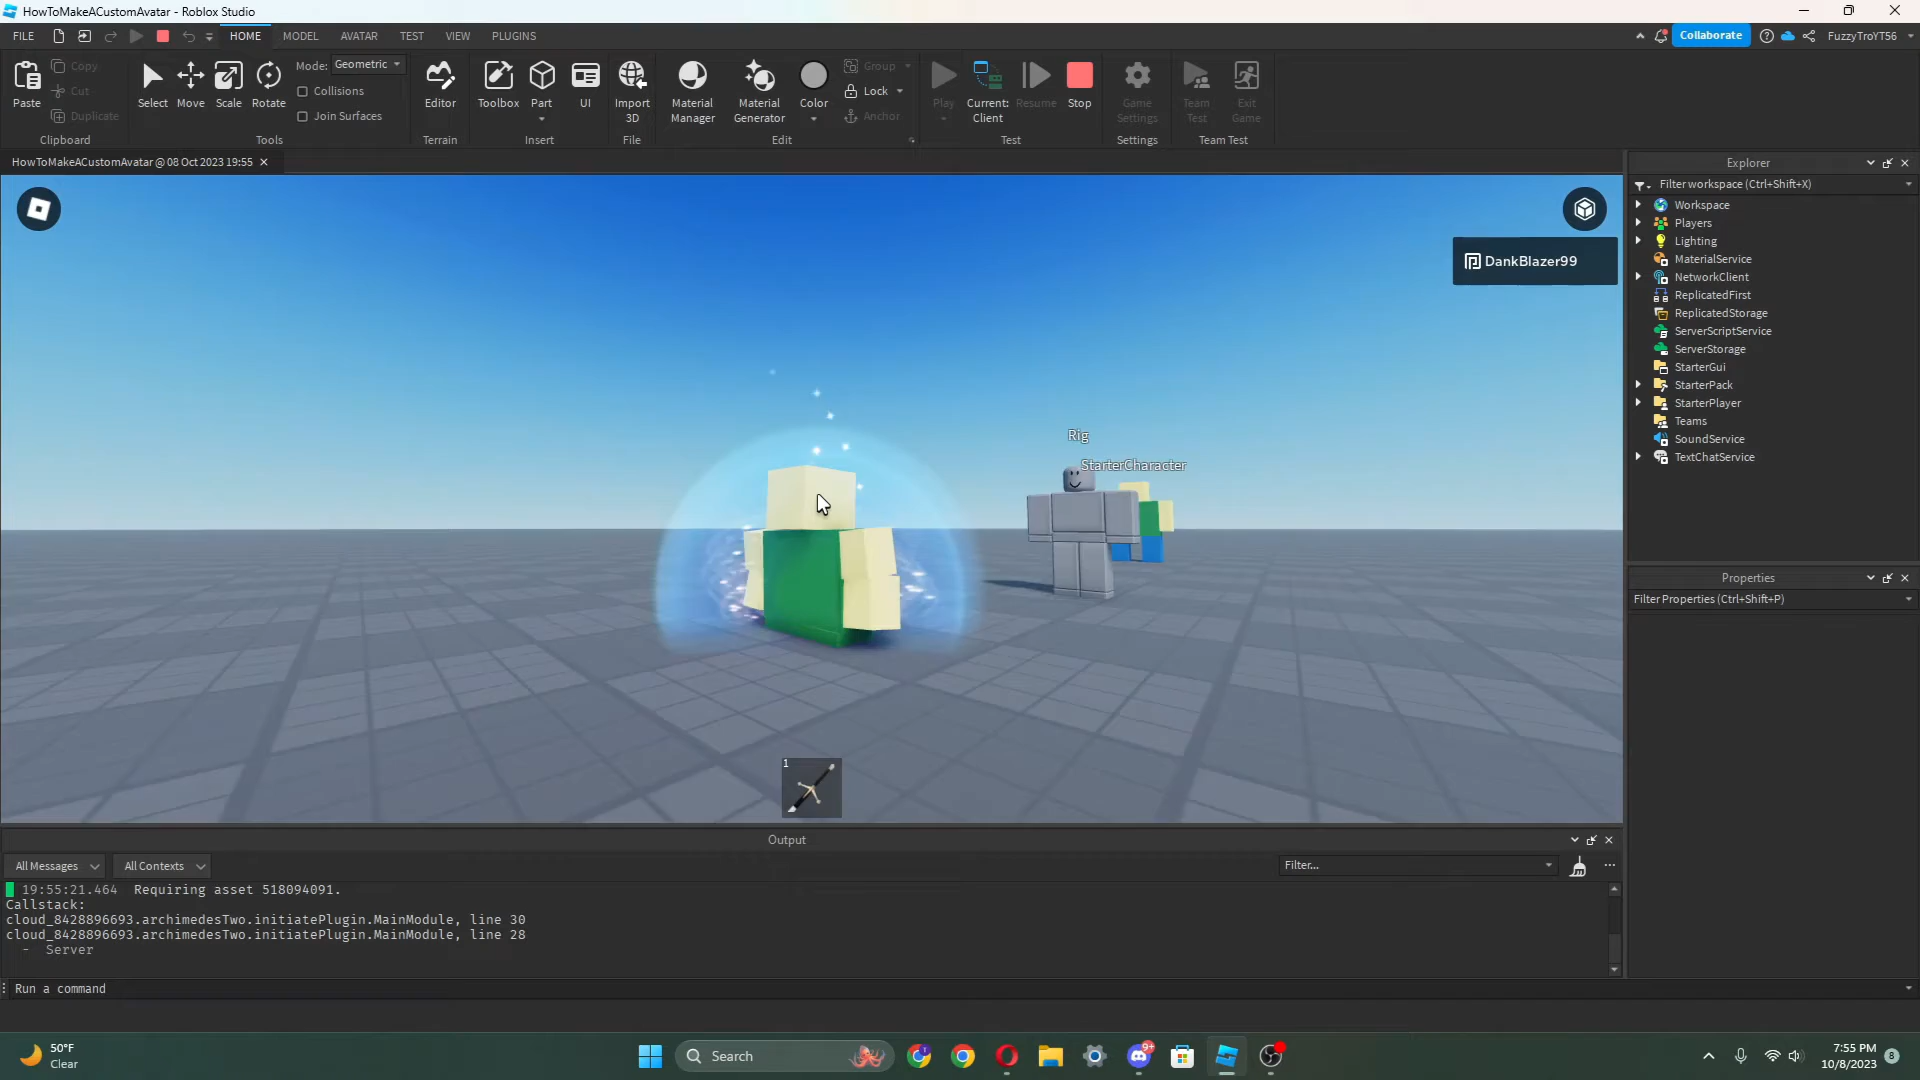 HowToMakeACustomAvatar - Roblox Studio
FILE HOME MODEL AVATAR TEST VIEW PLUGINS Collaborate FuzzyTroYT56
Paste Copy Cut Duplicate
Clipboard
Select Move Scale Rotate
Mode: Geometric
Collisions
Join Surfaces
Tools
Editor
Terrain
Toolbox Part UI
Insert
Import 3D
File
Material Manager
Material Generator
Color
Group
Lock
Anchor
Edit
Play
Current: Client
Resume
Stop
Test
Game Settings
Settings
Team Test
Exit Game
Team Test
HowToMakeACustomAvatar @ 08 Oct 2023 19:55
DankBlazer99
Rig
StarterCharacter
1
Explorer
Filter workspace (Ctrl+Shift+X)
Workspace
Players
Lighting
MaterialService
NetworkClient
ReplicatedFirst
ReplicatedStorage
ServerScriptService
ServerStorage
StarterGui
StarterPack
StarterPlayer
Teams
SoundService
TextChatService
Properties
Filter Properties (Ctrl+Shift+P)
Output
All Messages All Contexts Filter...
19:55:21.464 Requiring asset 518094091.
Callstack:
cloud_8428896693.archimedesTwo.initiatePlugin.MainModule, line 30
cloud_8428896693.archimedesTwo.initiatePlugin.MainModule, line 28
- Server
Run a command
50°F
Clear
Search
9+
7:55 PM
10/8/2023
8